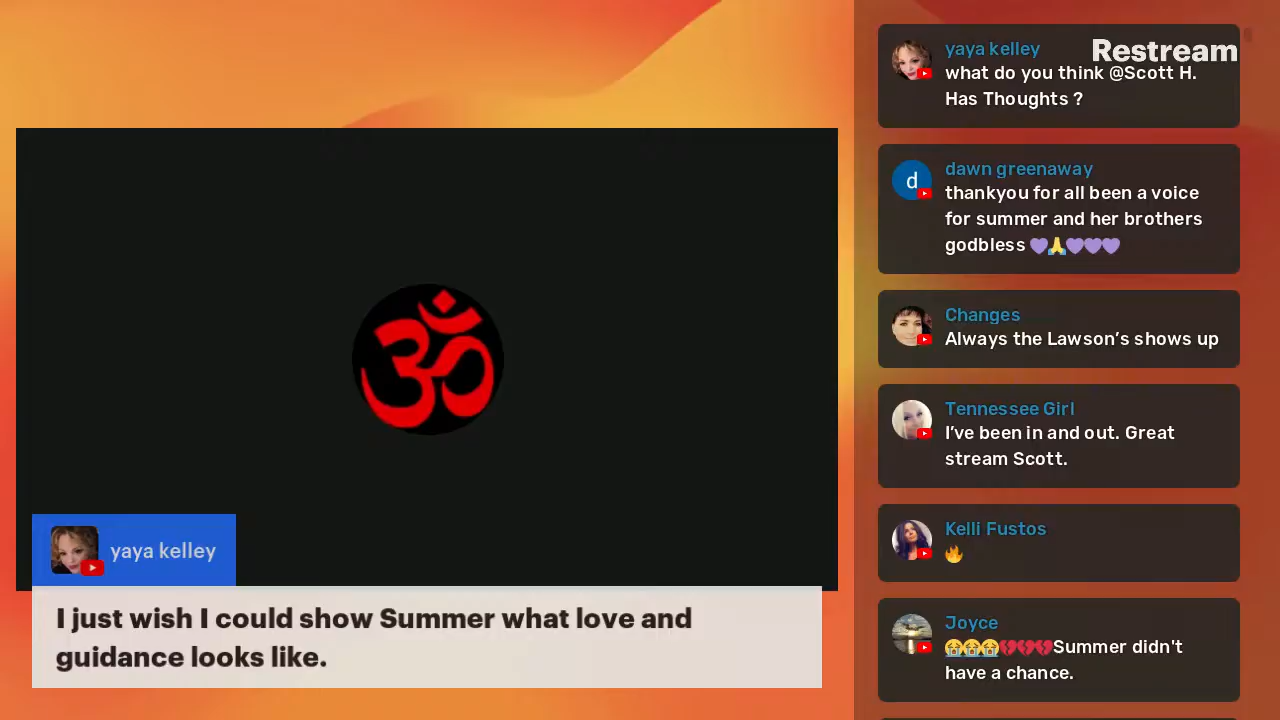 yaya kelley
I just wish I could show Summer what love and
guidance looks like.
Restream
yaya kelley
what do you think @Scott H.
Has Thoughts ?
d
dawn greenaway
thankyou for all been a voice
for summer and her brothers
godbless 💜🙏💜💜💜
Changes
Always the Lawson’s shows up
Tennessee Girl
I’ve been in and out. Great
stream Scott.
Kelli Fustos
🔥
Joyce
😭😭😭💔💔💔Summer didn't
have a chance.
ॐ